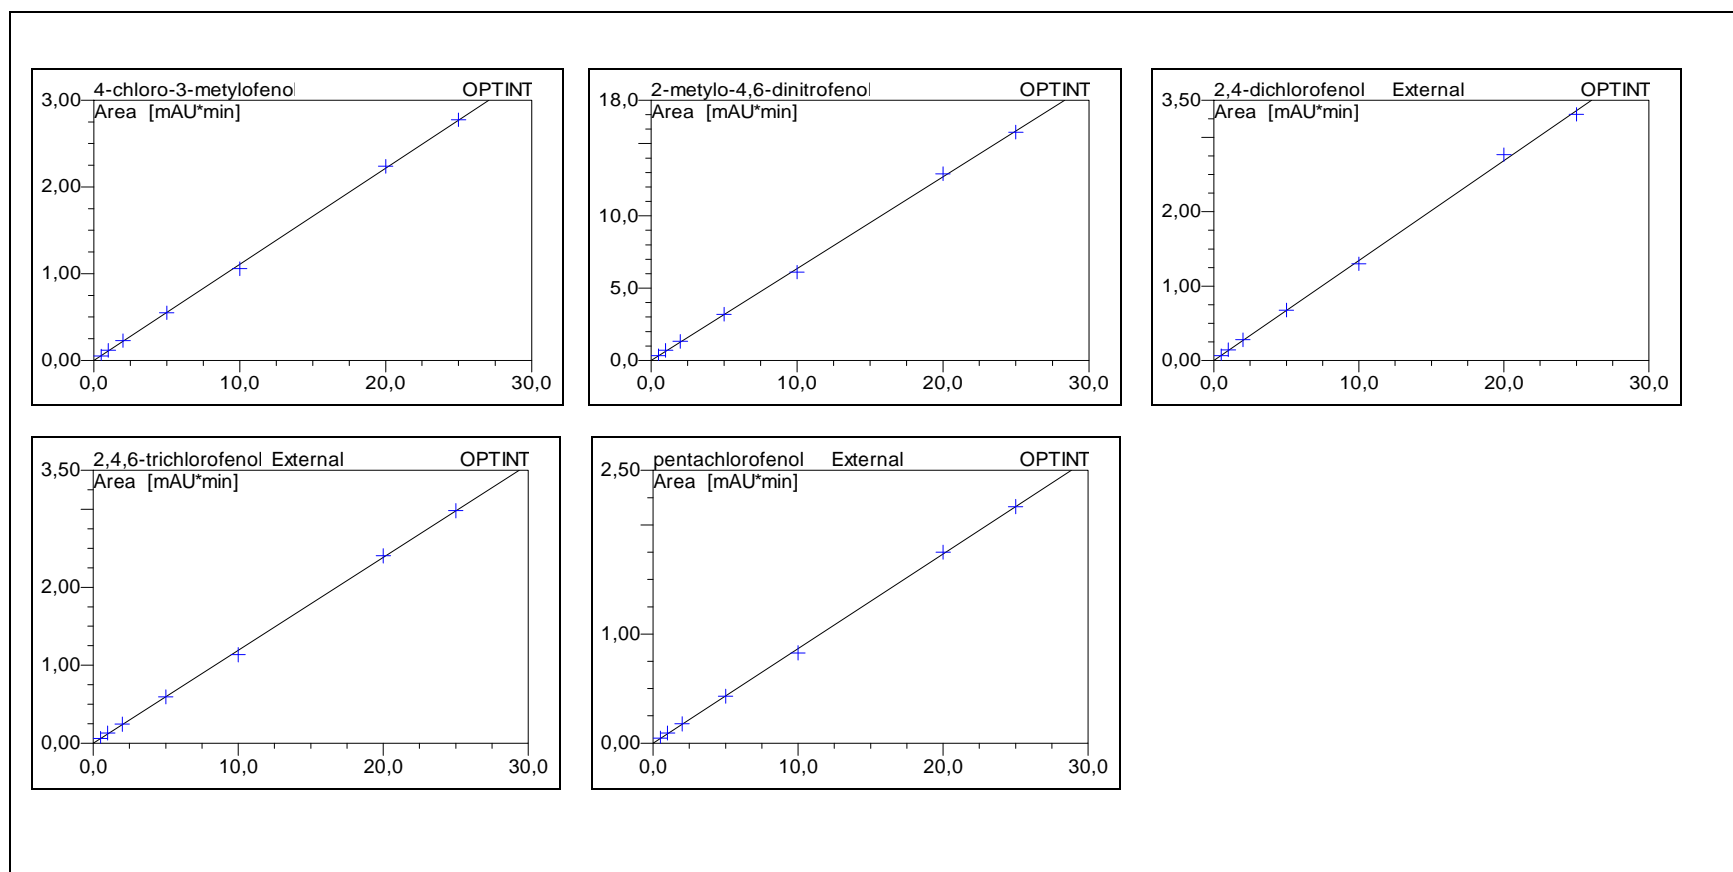 4-chloro-3-metylofenol OPTINT
Area [mAU*min]
3,00
2,00
1,00
0,00
0,0 10,0 20,0 30,0
2-metylo-4,6-dinitrofenol OPTINT
Area [mAU*min]
18,0
10,0
5,0
0,0
0,0 10,0 20,0 30,0
2,4-dichlorofenol External OPTINT
Area [mAU*min]
3,50
2,00
1,00
0,00
0,0 10,0 20,0 30,0
2,4,6-trichlorofenol External OPTINT
Area [mAU*min]
3,50
2,00
1,00
0,00
0,0 10,0 20,0 30,0
pentachlorofenol External OPTINT
Area [mAU*min]
2,50
1,00
0,00
0,0 10,0 20,0 30,0